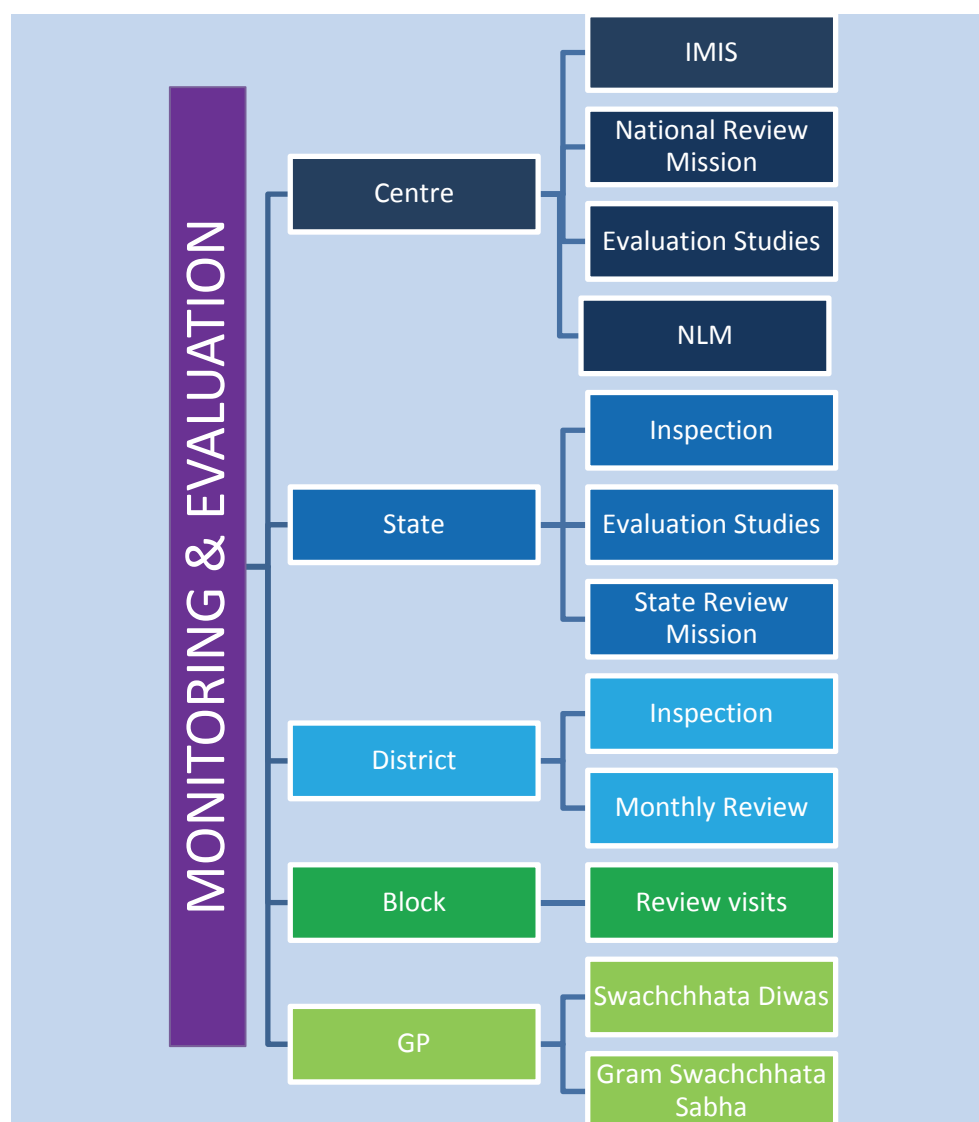 MONITORING & EVALUATION
Centre
IMIS
National Review
Mission
Evaluation Studies
NLM
State
Inspection
Evaluation Studies
State Review
Mission
District
Inspection
Monthly Review
Block
Review visits
GP
Swachchhata Diwas
Gram Swachchhata
Sabha